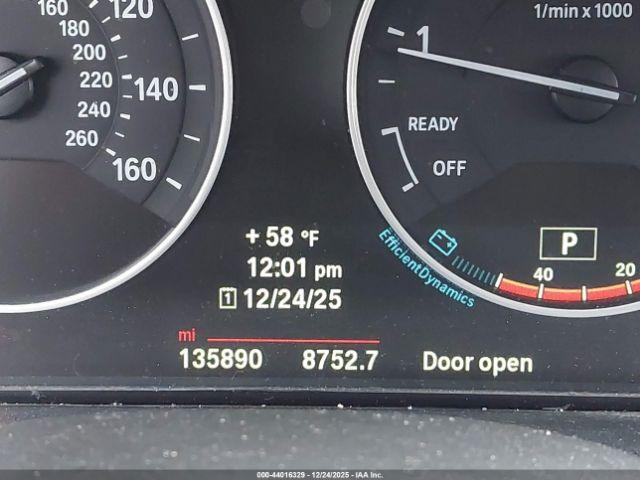 160 120
180
200
220 140
240
260
160
1/min x 1000
1
READY
OFF
EfficientDynamics
P
40 20
+ 58 °F
12:01 pm
1 12/24/25
mi
135890 8752.7 Door open
000-44016329 - 12/24/2025 - IAA Inc.